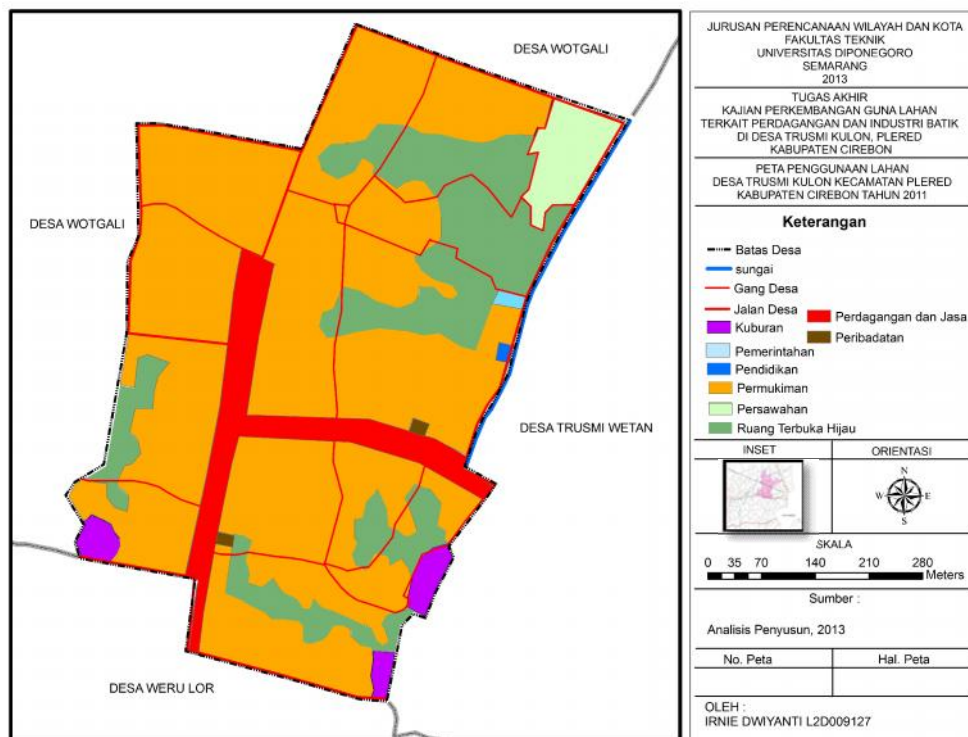 DESA WOTGALI
DESA WOTGALI
DESA TRUSMI WETAN
DESA WERU LOR
JURUSAN PERENCANAAN WILAYAH DAN KOTA
FAKULTAS TEKNIK
UNIVERSITAS DIPONEGORO
SEMARANG
2013
TUGAS AKHIR
KAJIAN PERKEMBANGAN GUNA LAHAN
TERKAIT PERDAGANGAN DAN INDUSTRI BATIK
DI DESA TRUSMI KULON, PLERED
KABUPATEN CIREBON
PETA PENGGUNAAN LAHAN
DESA TRUSMI KULON KECAMATAN PLERED
KABUPATEN CIREBON TAHUN 2011
Keterangan
Batas Desa
sungai
Gang Desa
Jalan Desa
Kuburan
Pemerintahan
Pendidikan
Permukiman
Persawahan
Ruang Terbuka Hijau
Perdagangan dan Jasa
Peribadatan
INSET
ORIENTASI
N
W E
S
SKALA
0 35 70 140 210 280
Meters
Sumber :
Analisis Penyusun, 2013
No. Peta Hal. Peta
OLEH :
IRNIE DWIYANTI L2D009127